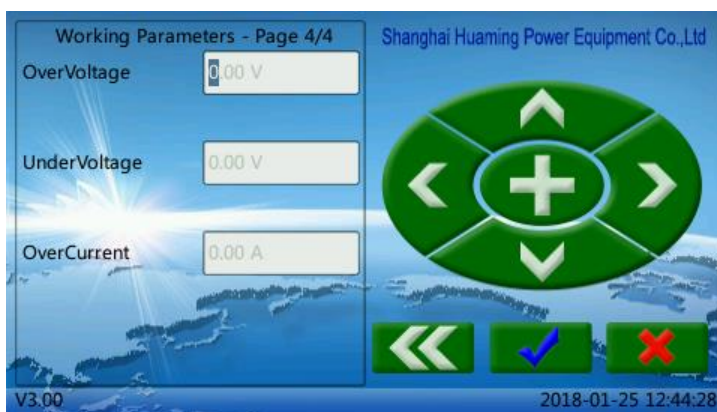 Working Parameters - Page 4/4
Shanghai Huaming Power Equipment Co.,Ltd
OverVoltage
0.00 V
UnderVoltage
0.00 V
OverCurrent
0.00 A
V3.00
2018-01-25 12:44:28